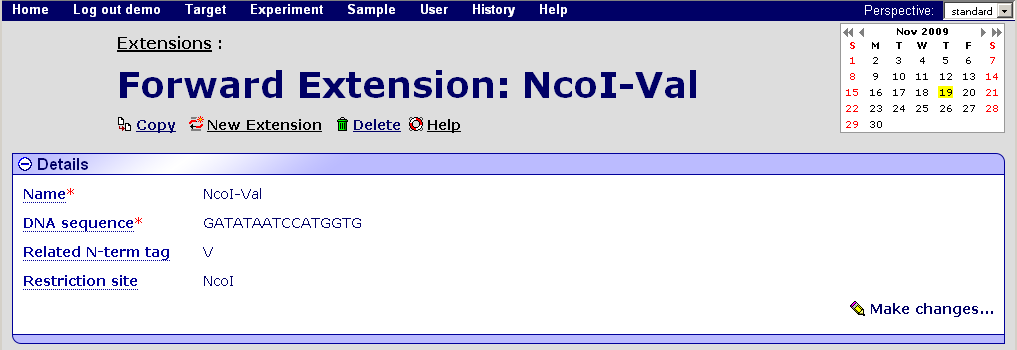 Home Log out demo Target Experiment Sample User History Help Perspective: standard
Extensions :
Forward Extension: NcoI-Val
Copy New Extension Delete Help
Nov 2009
S M T W T F S
1 2 3 4 5 6 7
8 9 10 11 12 13 14
15 16 17 18 19 20 21
22 23 24 25 26 27 28
29 30
Details
Name* NcoI-Val
DNA sequence* GATATAATCCATGGTG
Related N-term tag V
Restriction site NcoI
Make changes...